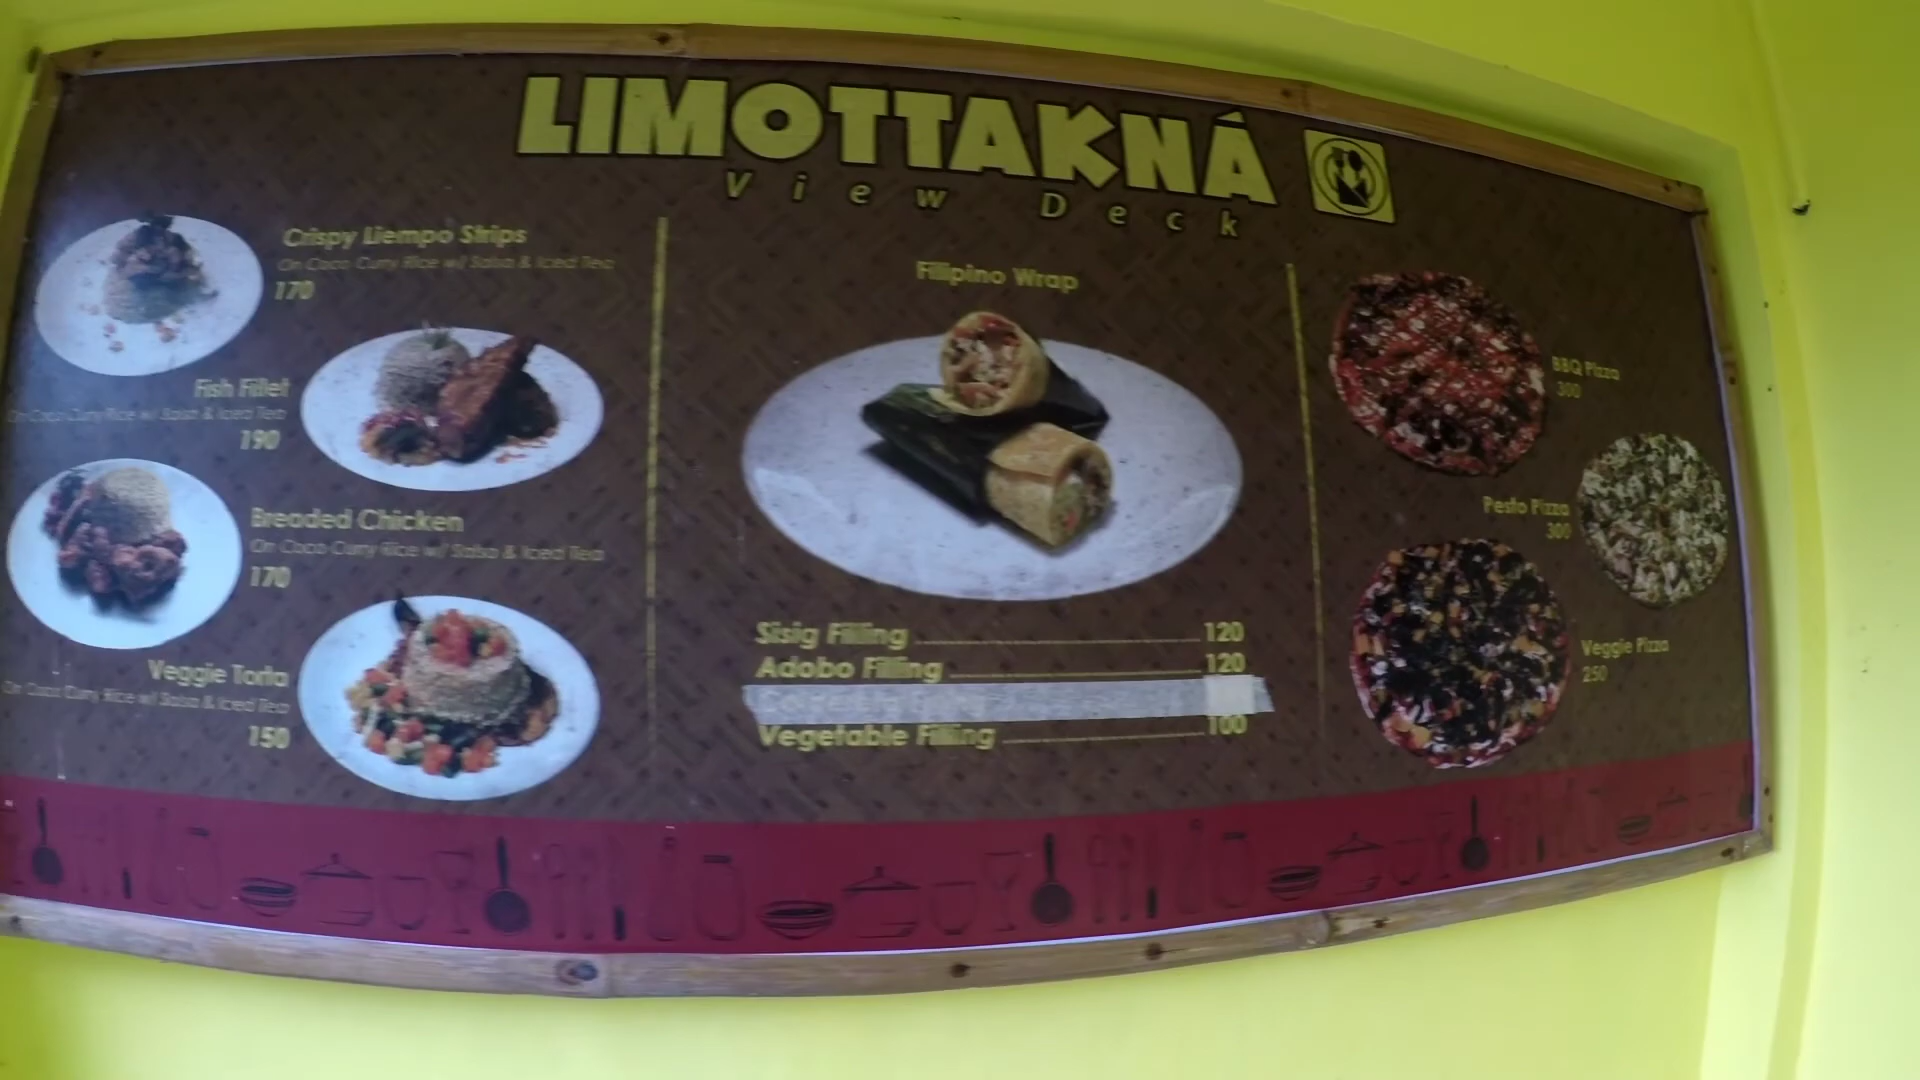 LIMOTTAKNÁ
View Deck
Crispy Liempo Strips
On Coco Curry Rice w/ Salsa & Iced Tea
170
Fish Fillet
On Coco Curry Rice w/ Salsa & Iced Tea
190
Breaded Chicken
On Coco Curry Rice w/ Salsa & Iced Tea
170
Veggie Torta
On Coco Curry Rice w/ Salsa & Iced Tea
150
Filipino Wrap
Sisig Filling 120
Adobo Filling 120
Vegetable Filling 100
BBQ Pizza
300
Pesto Pizza
300
Veggie Pizza
250